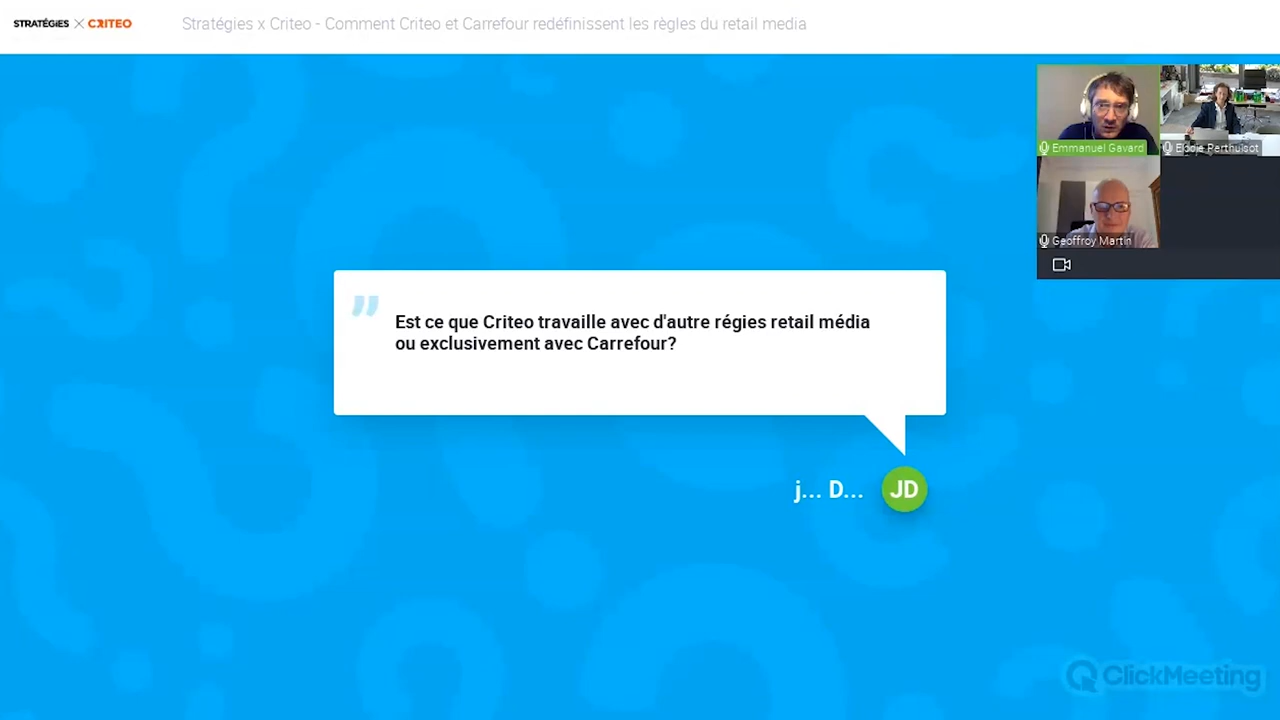 STRATÉGIES × CRITEO
Stratégies x Criteo - Comment Criteo et Carrefour redéfinissent les règles du retail media
Emmanuel Gavard
Elodie Perthuisot
Geoffroy Martin
Est ce que Criteo travaille avec d'autre régies retail média
ou exclusivement avec Carrefour?
j... D...
JD
ClickMeeting